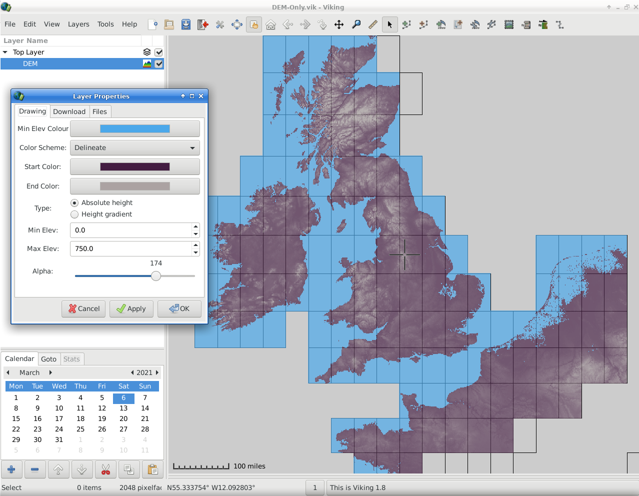 DEM-Only.vik - Viking
File Edit View Layers Tools Help
Layer Name
Top Layer
DEM
Layer Properties
Drawing Download Files
Min Elev Colour
Color Scheme: Delineate
Start Color:
End Color:
Type: Absolute height
Height gradient
Min Elev: 0.0
Max Elev: 750.0
174
Alpha:
Cancel Apply OK
Calendar Goto Stats
March 2021
Mon Tue Wed Thu Fri Sat Sun
1 2 3 4 5 6 7
8 9 10 11 12 13 14
15 16 17 18 19 20 21
22 23 24 25 26 27 28
29 30 31 1 2 3 4
5 6 7 8 9 10 11
100 miles
Select 0 items 2048 pixelfac N55.333754° W12.092803° 1 This is Viking 1.8